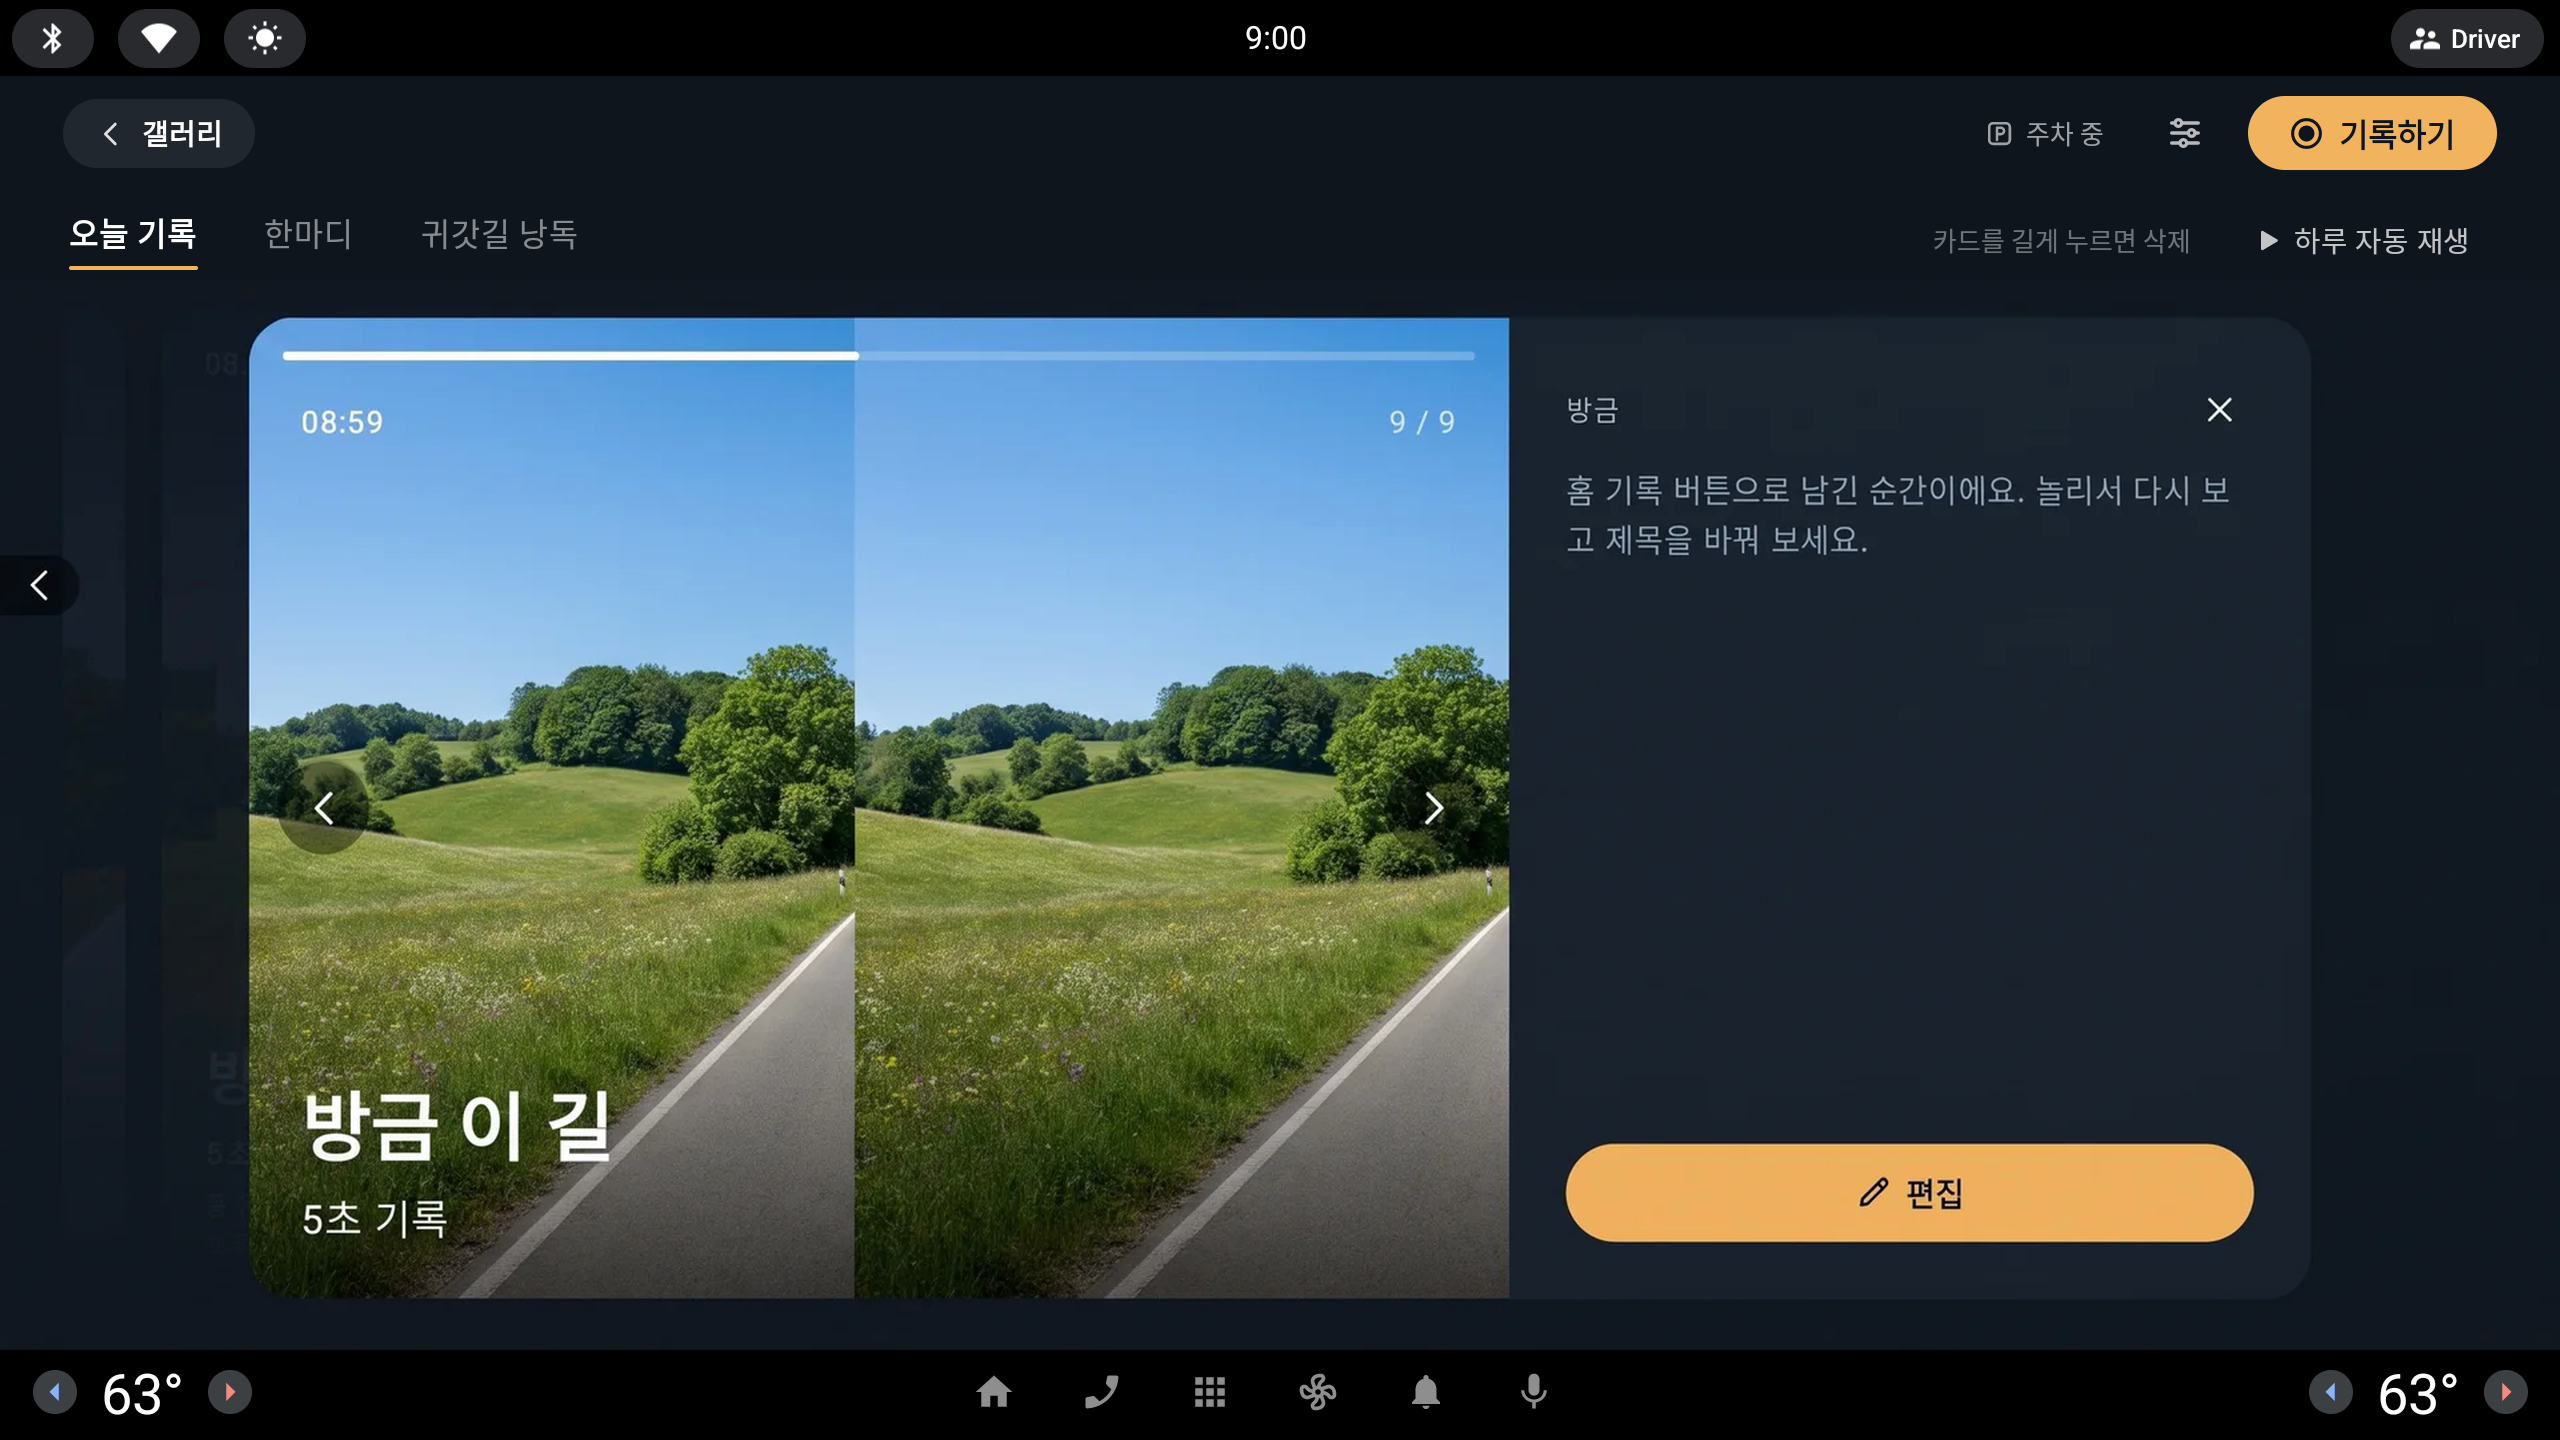 9:00
Driver
갤러리
주차 중
기록하기
오늘 기록
한마디
귀갓길 낭독
카드를 길게 누르면 삭제
하루 자동 재생
08:59
9 / 9
방금 이 길
5초 기록
방금
홈 기록 버튼으로 남긴 순간이에요. 놀리서 다시 보
고 제목을 바꿔 보세요.
편집
63°
63°